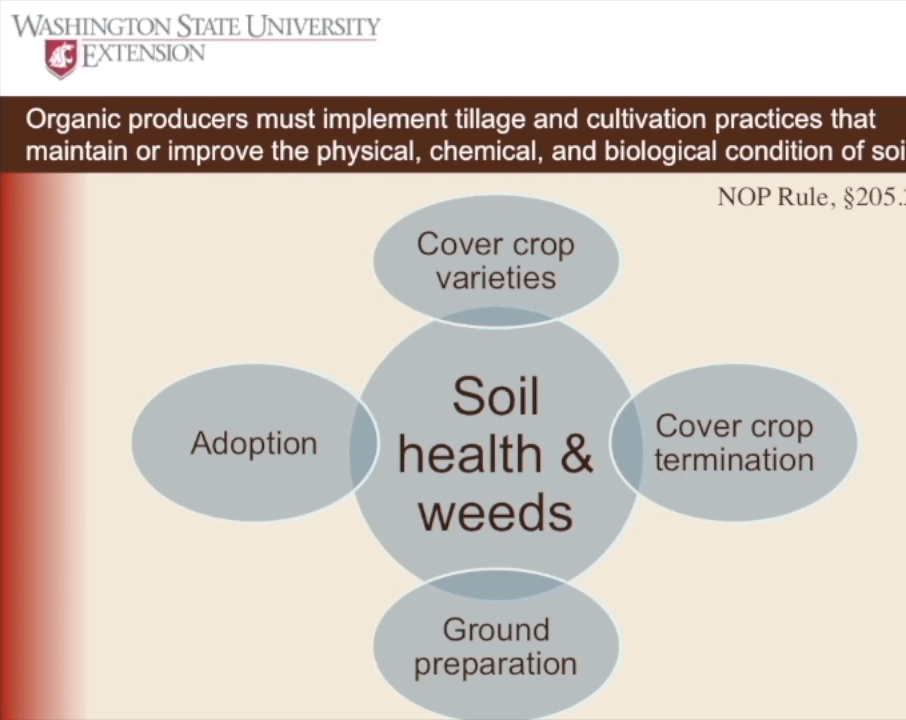 WASHINGTON STATE UNIVERSITY
EXTENSION
Organic producers must implement tillage and cultivation practices that
maintain or improve the physical, chemical, and biological condition of soi
NOP Rule, §205.
Cover crop
varieties
Soil
health &
weeds
Adoption
Cover crop
termination
Ground
preparation